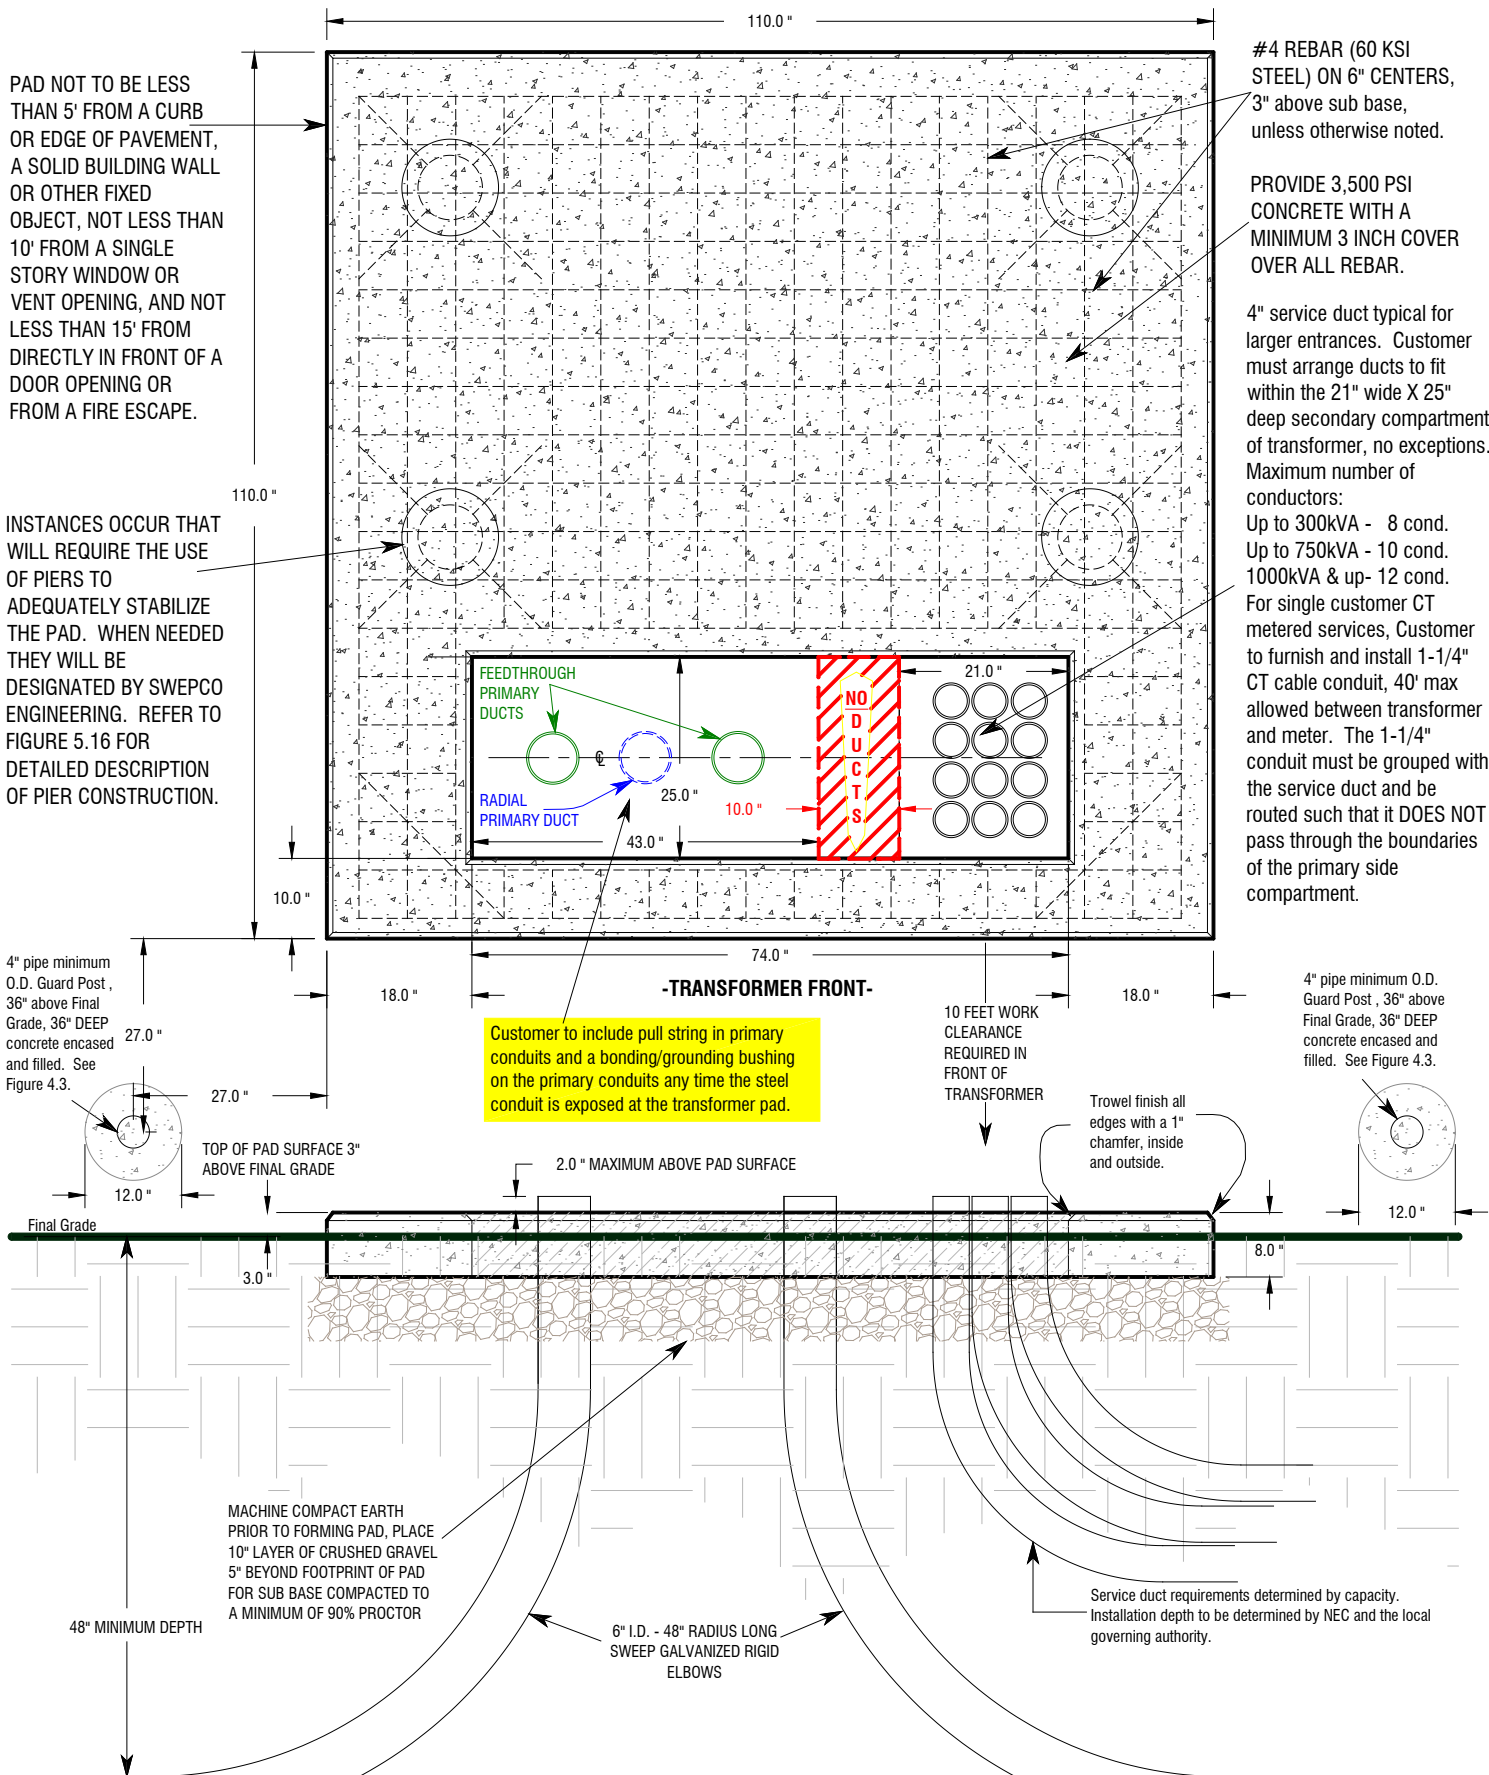 110.0 "
PAD NOT TO BE LESS
THAN 5' FROM A CURB
OR EDGE OF PAVEMENT,
A SOLID BUILDING WALL
OR OTHER FIXED
OBJECT, NOT LESS THAN
10' FROM A SINGLE
STORY WINDOW OR
VENT OPENING, AND NOT
LESS THAN 15' FROM
DIRECTLY IN FRONT OF A
DOOR OPENING OR
FROM A FIRE ESCAPE.
110.0 "
INSTANCES OCCUR THAT
WILL REQUIRE THE USE
OF PIERS TO
ADEQUATELY STABILIZE
THE PAD. WHEN NEEDED
THEY WILL BE
DESIGNATED BY SWEPCO
ENGINEERING. REFER TO
FIGURE 5.16 FOR
DETAILED DESCRIPTION
OF PIER CONSTRUCTION.
#4 REBAR (60 KSI
STEEL) ON 6" CENTERS,
3" above sub base,
unless otherwise noted.
PROVIDE 3,500 PSI
CONCRETE WITH A
MINIMUM 3 INCH COVER
OVER ALL REBAR.
4" service duct typical for
larger entrances. Customer
must arrange ducts to fit
within the 21" wide X 25"
deep secondary compartment
of transformer, no exceptions.
Maximum number of
conductors:
Up to 300kVA - 8 cond.
Up to 750kVA - 10 cond.
1000kVA & up- 12 cond.
For single customer CT
metered services, Customer
to furnish and install 1-1/4"
CT cable conduit, 40' max
allowed between transformer
and meter. The 1-1/4"
conduit must be grouped with
the service duct and be
routed such that it DOES NOT
pass through the boundaries
of the primary side
compartment.
FEEDTHROUGH
PRIMARY
DUCTS
℄
RADIAL
PRIMARY DUCT
25.0 "
43.0 "
10.0 "
NO
D
U
C
T
S
21.0 "
10.0 "
74.0 "
18.0 "
-TRANSFORMER FRONT-
18.0 "
4" pipe minimum
O.D. Guard Post ,
36" above Final
Grade, 36" DEEP
concrete encased
and filled. See
Figure 4.3.
27.0 "
27.0 "
12.0 "
Customer to include pull string in primary
conduits and a bonding/grounding bushing
on the primary conduits any time the steel
conduit is exposed at the transformer pad.
10 FEET WORK
CLEARANCE
REQUIRED IN
FRONT OF
TRANSFORMER
4" pipe minimum O.D.
Guard Post , 36" above
Final Grade, 36" DEEP
concrete encased and
filled. See Figure 4.3.
12.0 "
Trowel finish all
edges with a 1"
chamfer, inside
and outside.
TOP OF PAD SURFACE 3"
ABOVE FINAL GRADE
2.0 " MAXIMUM ABOVE PAD SURFACE
Final Grade
3.0 "
8.0 "
MACHINE COMPACT EARTH
PRIOR TO FORMING PAD, PLACE
10" LAYER OF CRUSHED GRAVEL
5" BEYOND FOOTPRINT OF PAD
FOR SUB BASE COMPACTED TO
A MINIMUM OF 90% PROCTOR
48" MINIMUM DEPTH
6" I.D. - 48" RADIUS LONG
SWEEP GALVANIZED RIGID
ELBOWS
Service duct requirements determined by capacity.
Installation depth to be determined by NEC and the local
governing authority.